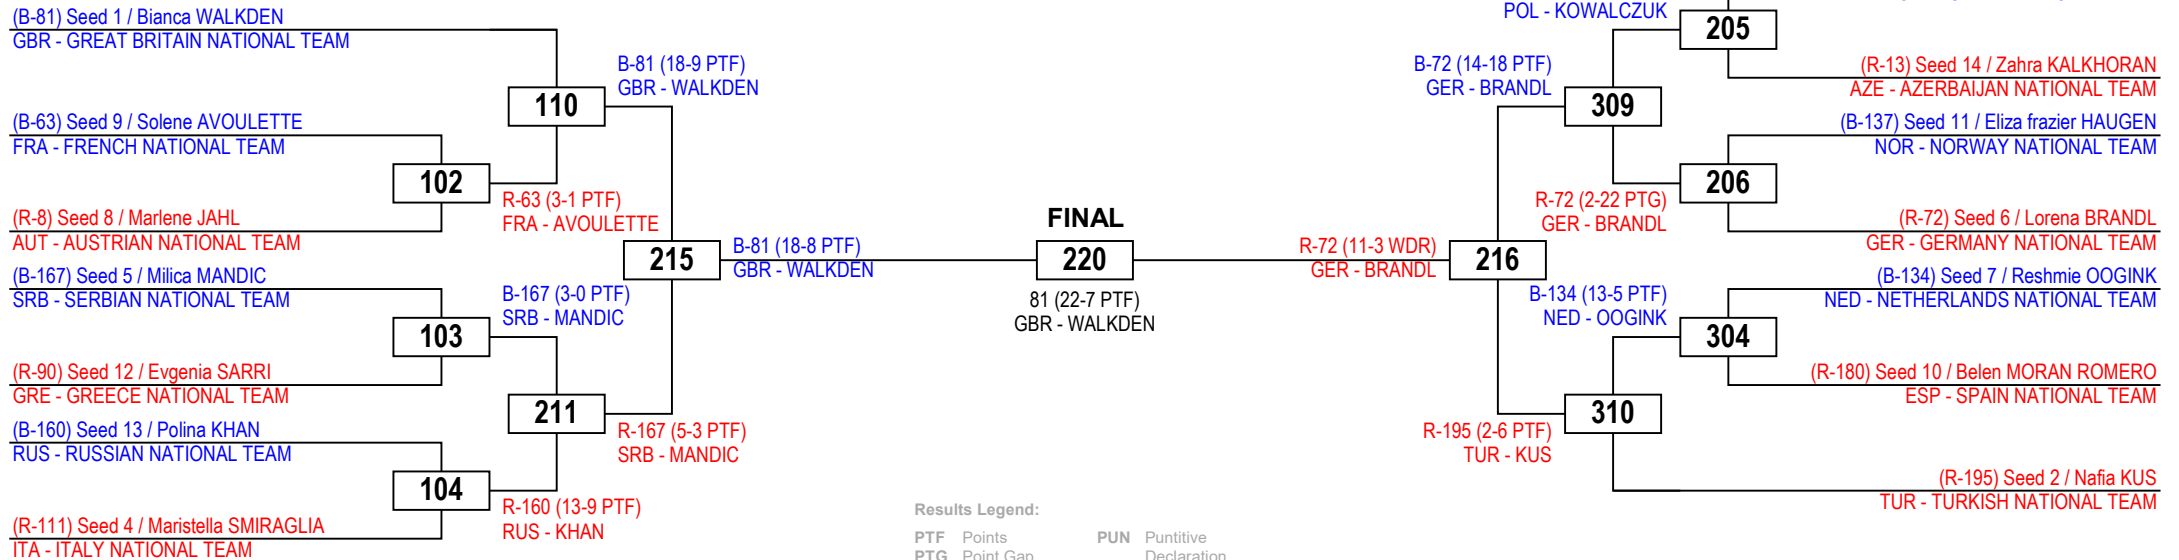 (B-81) Seed 1 / Bianca WALKDEN
GBR - GREAT BRITAIN NATIONAL TEAM
B-81 (18-9 PTF)
GBR - WALKDEN
110
(B-63) Seed 9 / Solene AVOULETTE
FRA - FRENCH NATIONAL TEAM
102
R-63 (3-1 PTF)
FRA - AVOULETTE
(R-8) Seed 8 / Marlene JAHL
AUT - AUSTRIAN NATIONAL TEAM
215
B-81 (18-8 PTF)
GBR - WALKDEN
(B-167) Seed 5 / Milica MANDIC
SRB - SERBIAN NATIONAL TEAM
B-167 (3-0 PTF)
SRB - MANDIC
103
(R-90) Seed 12 / Evgenia SARRI
GRE - GREECE NATIONAL TEAM
211
R-167 (5-3 PTF)
SRB - MANDIC
(B-160) Seed 13 / Polina KHAN
RUS - RUSSIAN NATIONAL TEAM
104
R-160 (13-9 PTF)
RUS - KHAN
(R-111) Seed 4 / Maristella SMIRAGLIA
ITA - ITALY NATIONAL TEAM
FINAL
220
81 (22-7 PTF)
GBR - WALKDEN
POL - KOWALCZUK
205
(R-13) Seed 14 / Zahra KALKHORAN
AZE - AZERBAIJAN NATIONAL TEAM
B-72 (14-18 PTF)
GER - BRANDL
309
(B-137) Seed 11 / Eliza frazier HAUGEN
NOR - NORWAY NATIONAL TEAM
206
R-72 (2-22 PTG)
GER - BRANDL
(R-72) Seed 6 / Lorena BRANDL
GER - GERMANY NATIONAL TEAM
R-72 (11-3 WDR)
GER - BRANDL
216
(B-134) Seed 7 / Reshmie OOGINK
NED - NETHERLANDS NATIONAL TEAM
B-134 (13-5 PTF)
NED - OOGINK
304
(R-180) Seed 10 / Belen MORAN ROMERO
ESP - SPAIN NATIONAL TEAM
310
R-195 (2-6 PTF)
TUR - KUS
(R-195) Seed 2 / Nafia KUS
TUR - TURKISH NATIONAL TEAM
Results Legend:
PTF Points PUN Puntitive
PTG Point Gap Declaration